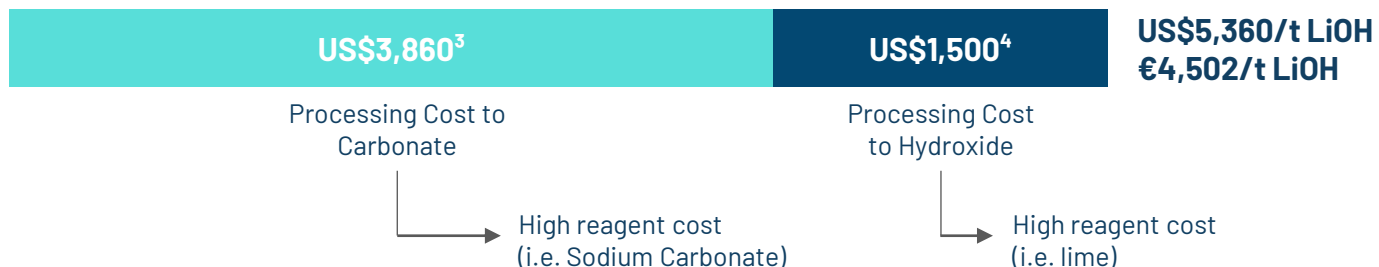 US$3,860³
US$1,500⁴
US$5,360/t LiOH
€4,502/t LiOH
Processing Cost to
Carbonate
Processing Cost
to Hydroxide
High reagent cost
(i.e. Sodium Carbonate)
High reagent cost
(i.e. lime)